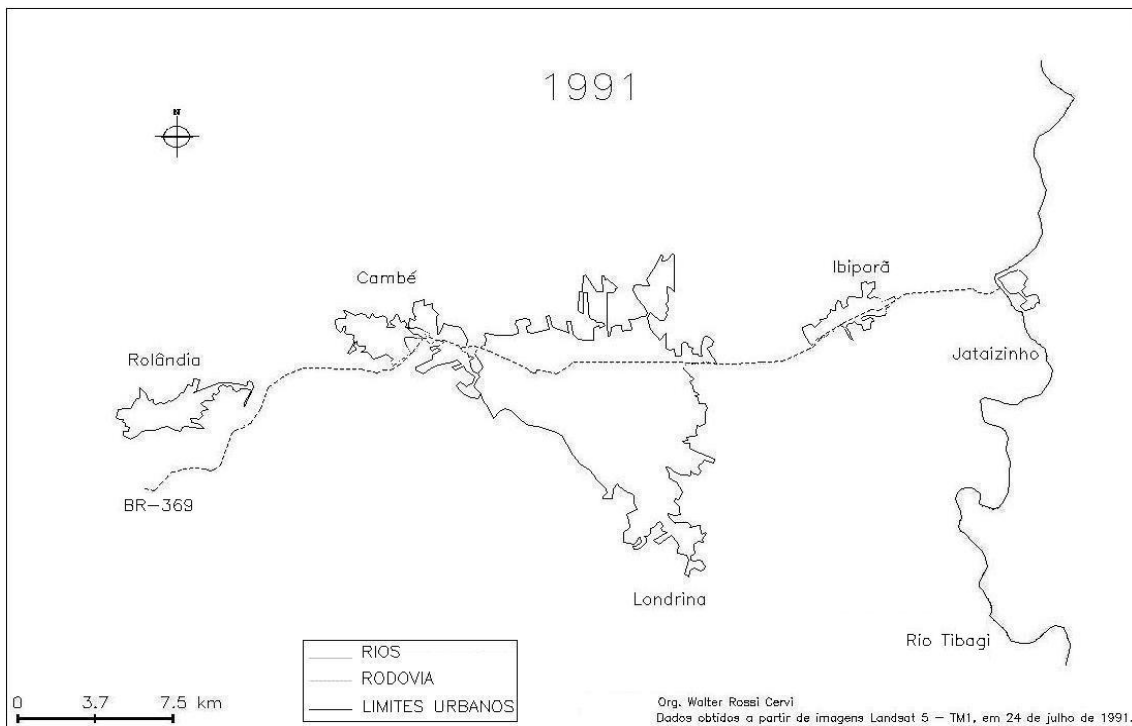 1991
N
Cambé
Ibiporã
Rolândia
Jataizinho
BR-369
Londrina
Rio Tibagi
RIOS
RODOVIA
LIMITES URBANOS
0 3.7 7.5 km
Org. Walter Rossi Cervi
Dados obtidos a partir de imagens Landsat 5 - TM1, em 24 de julho de 1991.